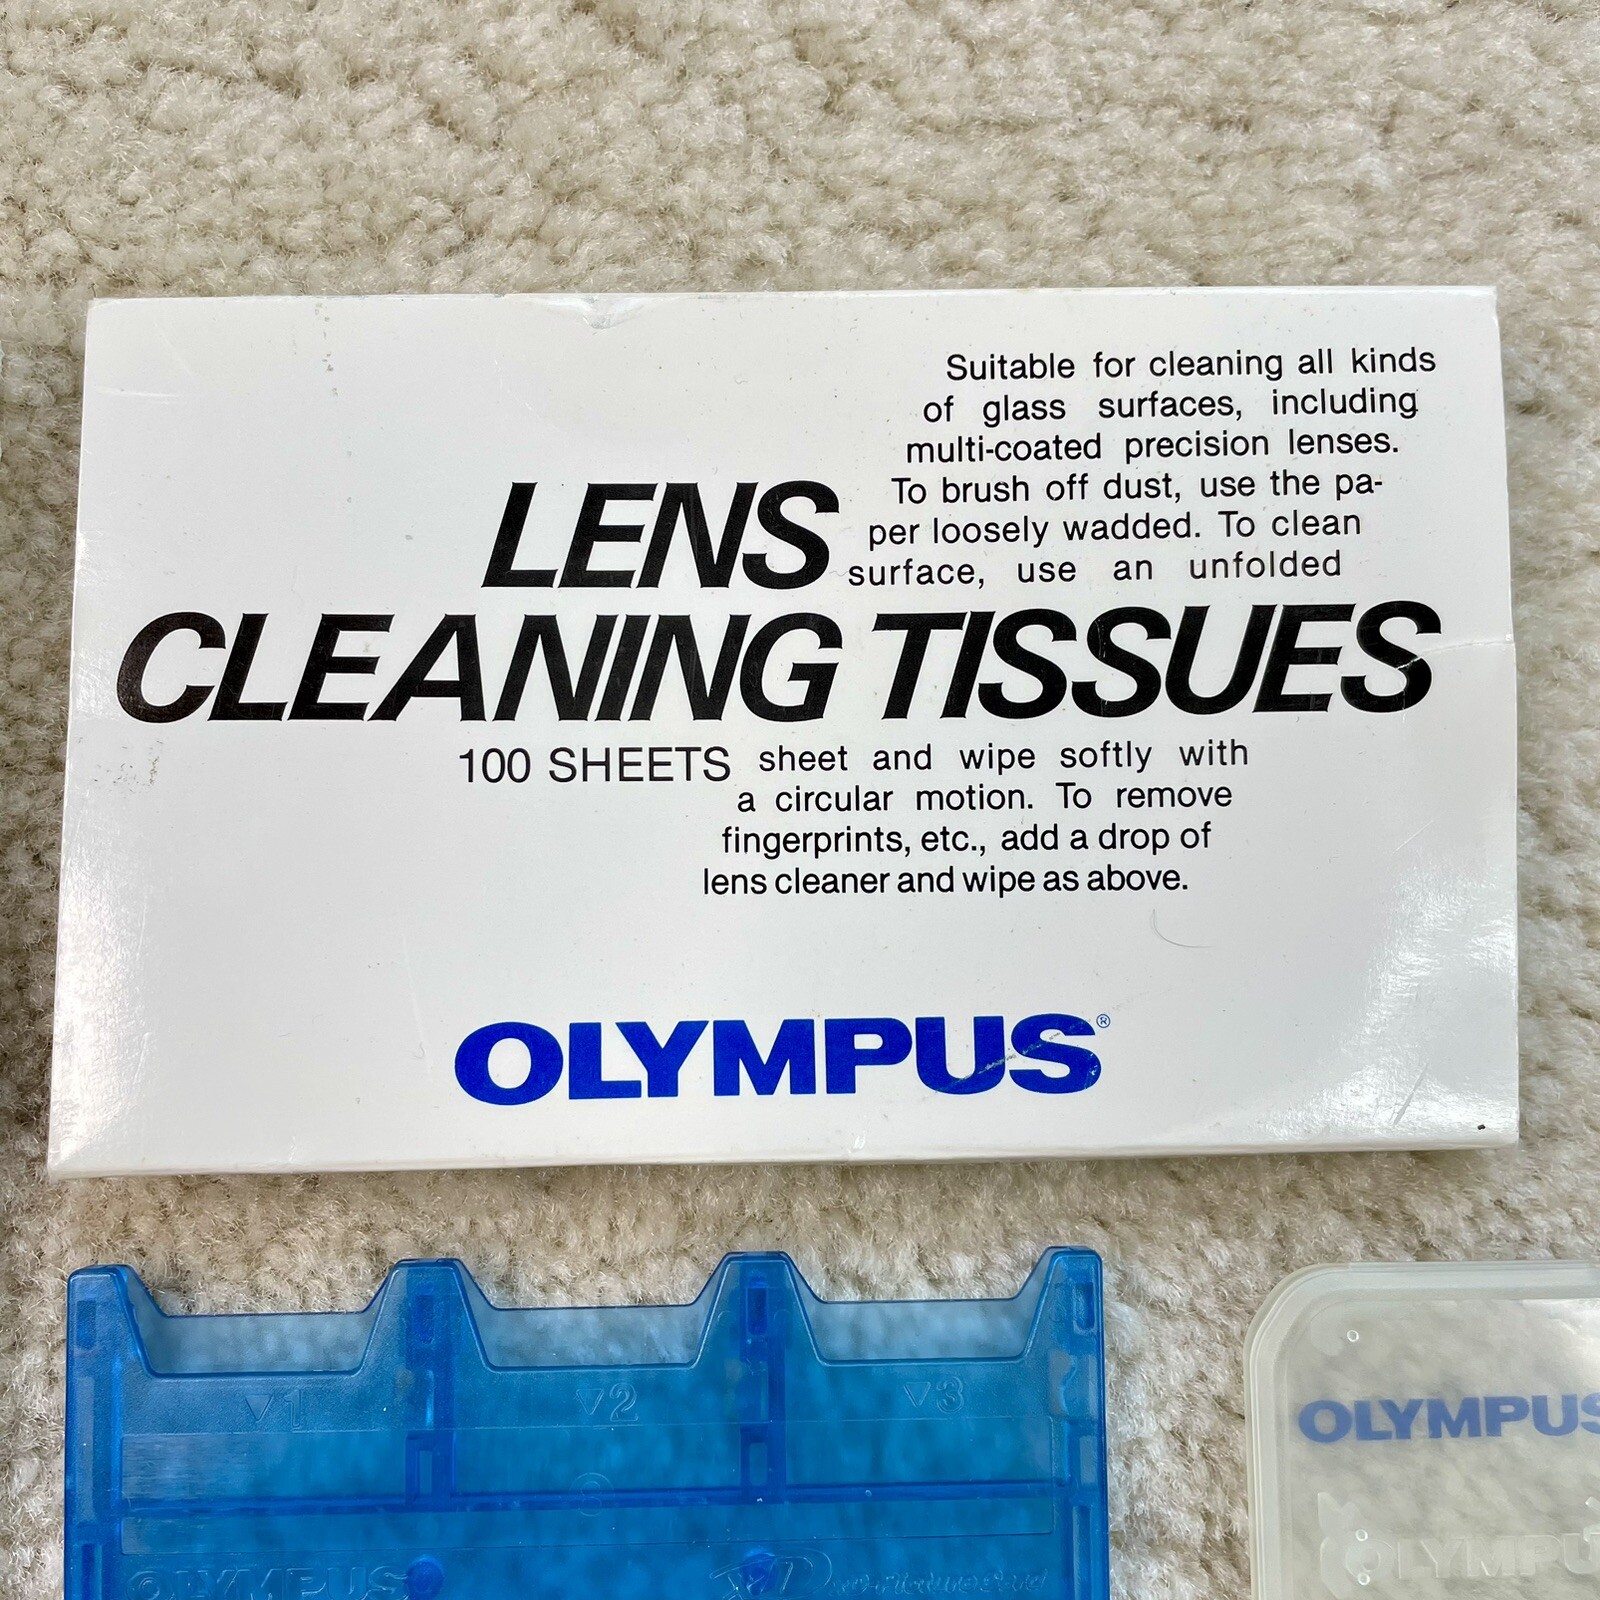 Suitable for cleaning all kinds
of glass surfaces, including
multi-coated precision lenses.
To brush off dust, use the pa-
per loosely wadded. To clean
surface, use an unfolded
LENS
CLEANING TISSUES
100 SHEETS
sheet and wipe softly with
a circular motion. To remove
fingerprints, etc., add a drop of
lens cleaner and wipe as above.
OLYMPUS®
▽1 ▽2 ▽3
OLYMPUS
OLYMPUS
OLYMPU